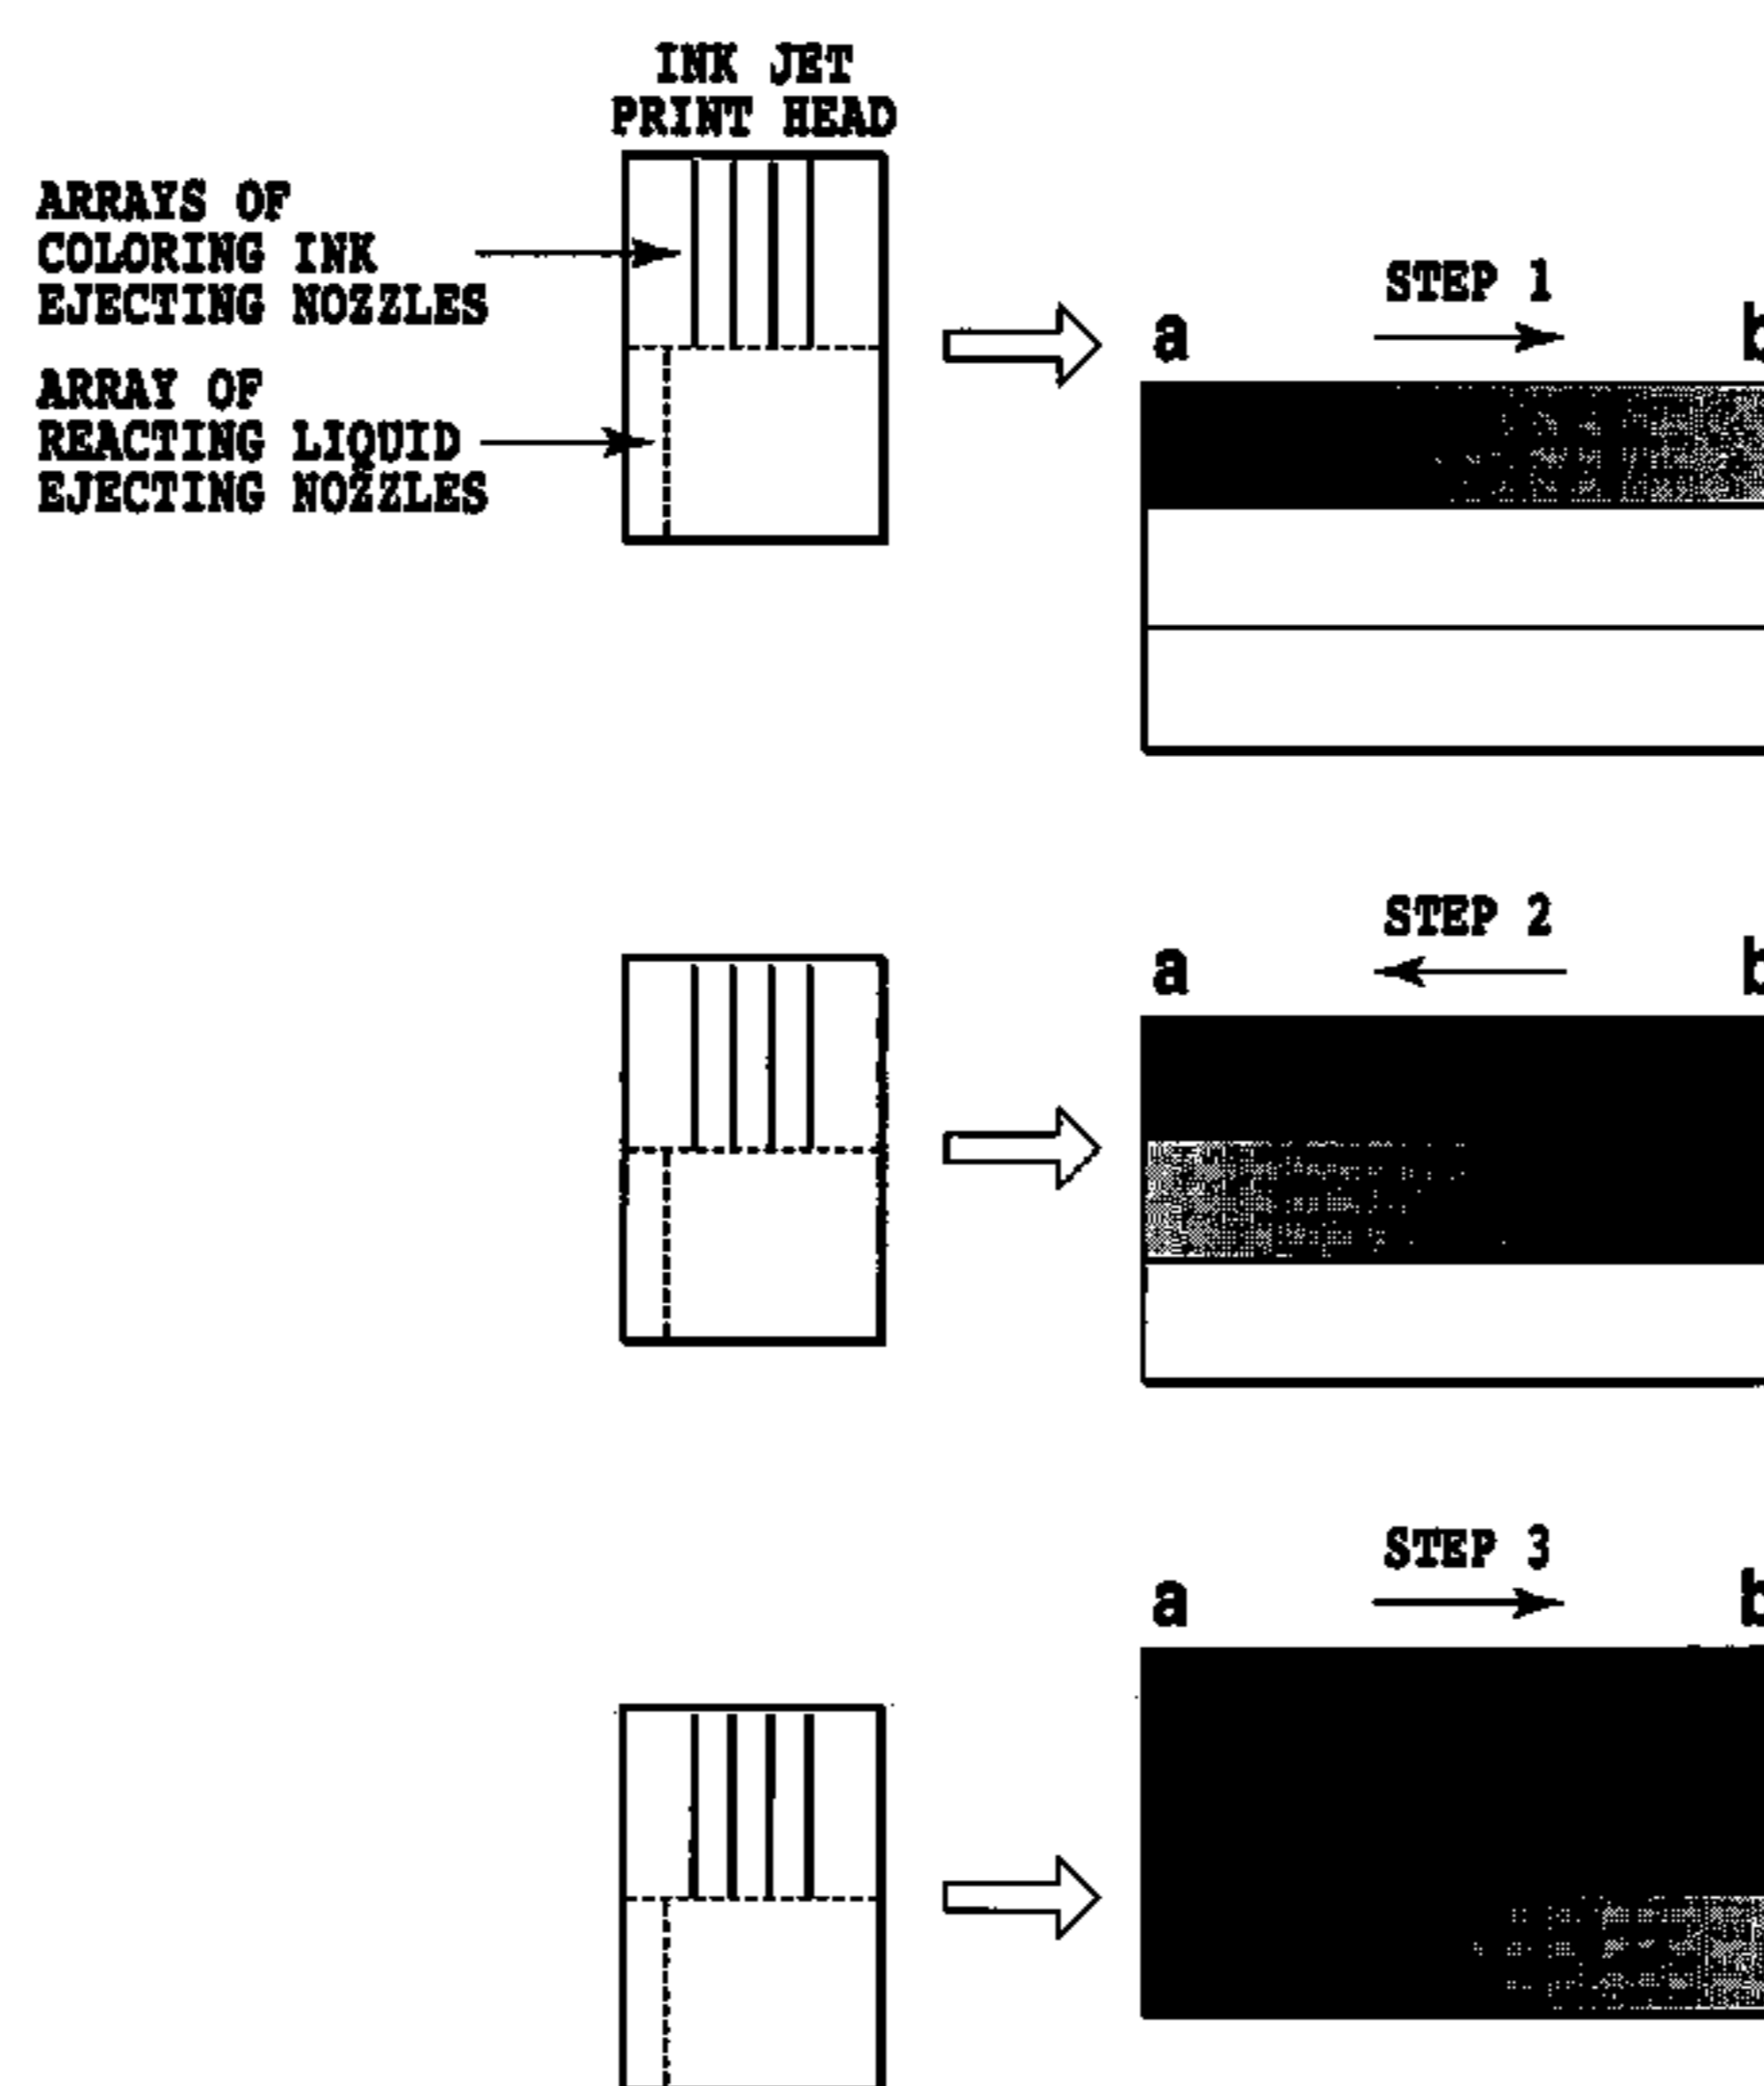 INK JET
PRINT HEAD
ARRAYS OF
COLORING INK
EJECTING NOZZLES
ARRAY OF
REACTING LIQUID
EJECTING NOZZLES
STEP 1
a b
STEP 2
a b
STEP 3
a b